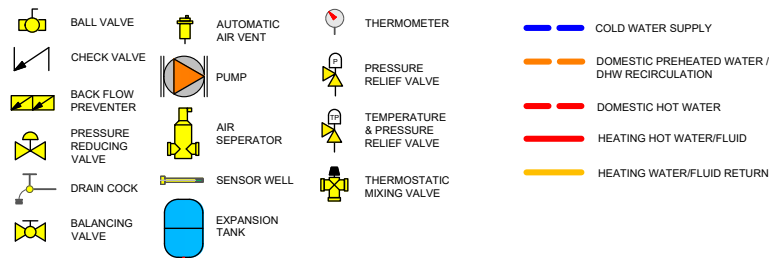 BALL VALVE
CHECK VALVE
BACK FLOW
PREVENTER
PRESSURE
REDUCING
VALVE
DRAIN COCK
BALANCING
VALVE
AUTOMATIC
AIR VENT
PUMP
AIR
SEPERATOR
SENSOR WELL
EXPANSION
TANK
THERMOMETER
P
PRESSURE
RELIEF VALVE
TP
TEMPERATURE
& PRESSURE
RELIEF VALVE
THERMOSTATIC
MIXING VALVE
COLD WATER SUPPLY
DOMESTIC PREHEATED WATER /
DHW RECIRCULATION
DOMESTIC HOT WATER
HEATING HOT WATER/FLUID
HEATING WATER/FLUID RETURN